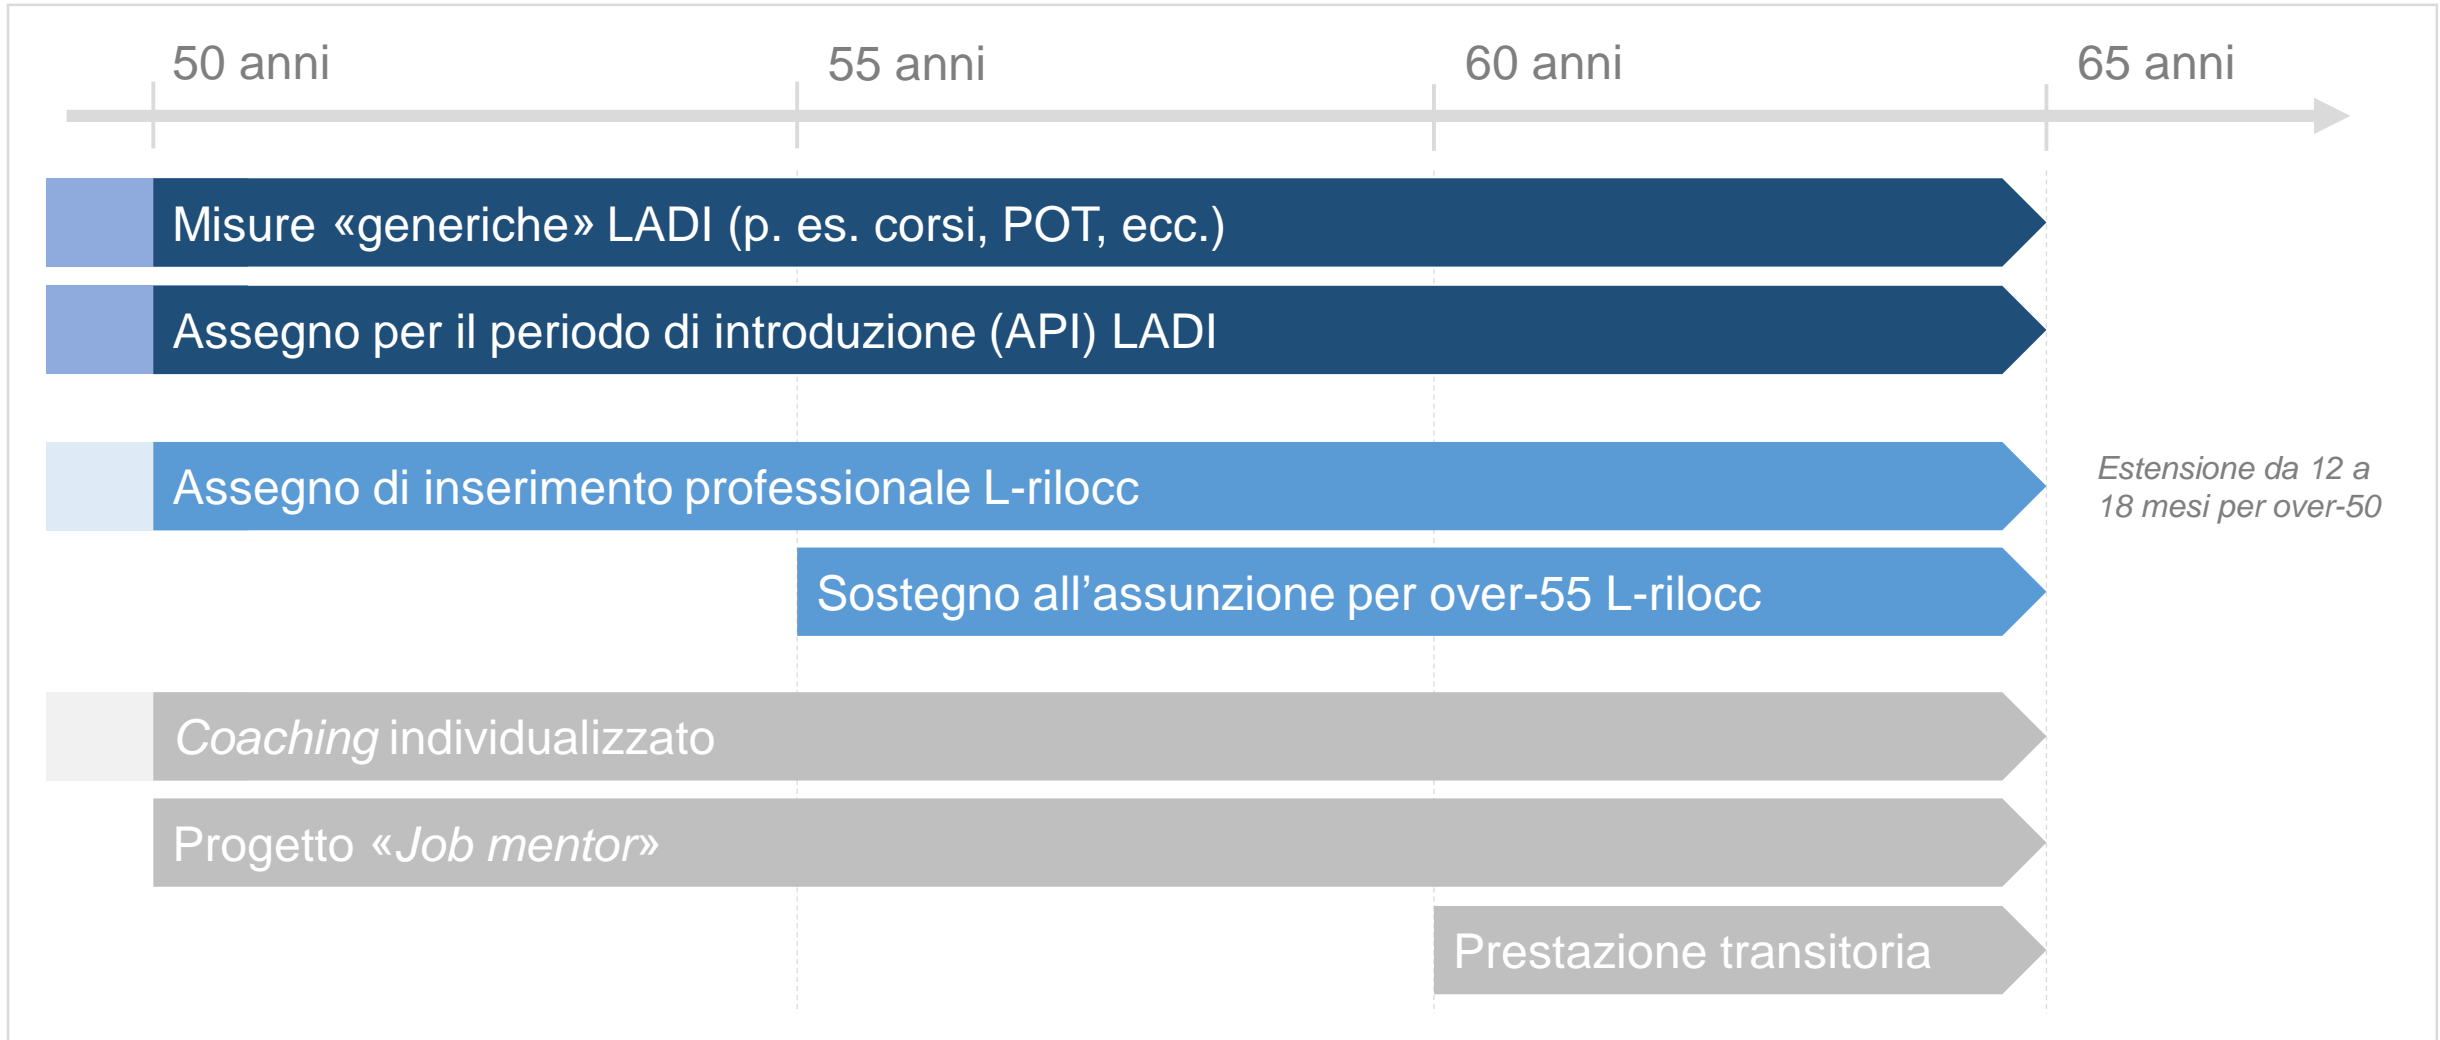 50 anni
55 anni
60 anni
65 anni
Misure «generiche» LADI (p. es. corsi, POT, ecc.)
Assegno per il periodo di introduzione (API) LADI
Assegno di inserimento professionale L-rilocc
Estensione da 12 a
18 mesi per over-50
Sostegno all’assunzione per over-55 L-rilocc
Coaching individualizzato
Progetto «Job mentor»
Prestazione transitoria